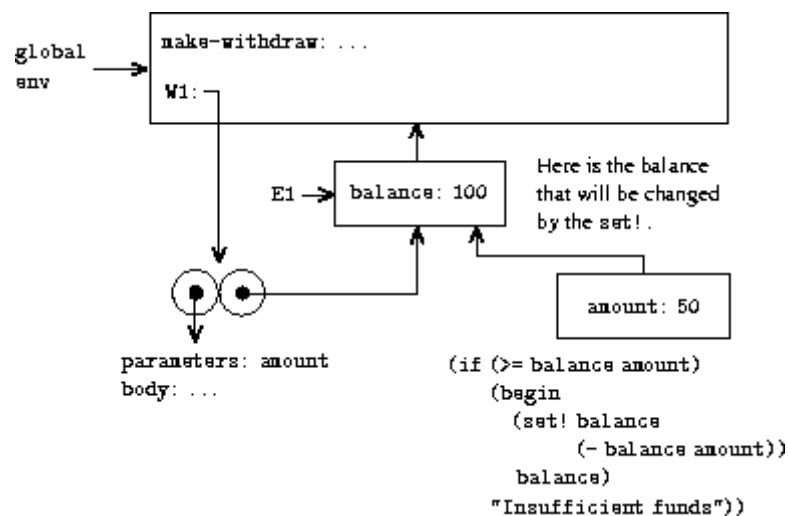 global
env
make-withdraw: ...
W1:
E1
balance: 100
Here is the balance
that will be changed
by the set! .
amount: 50
parameters: amount
body: ...
(if (>= balance amount)
(begin
(set! balance
(- balance amount))
balance)
"Insufficient funds"))